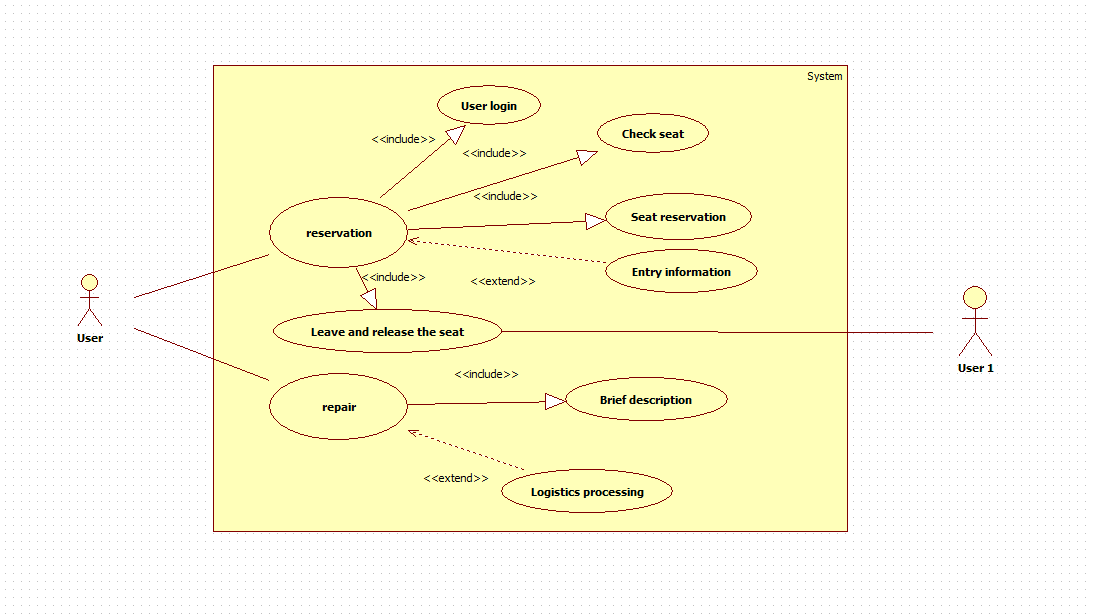 System
User login
<<include>>
Check seat
<<include>>
<<include>>
Seat reservation
reservation
Entry information
<<include>>
<<extend>>
Leave and release the seat
User
User 1
<<include>>
Brief description
repair
<<extend>>
Logistics processing